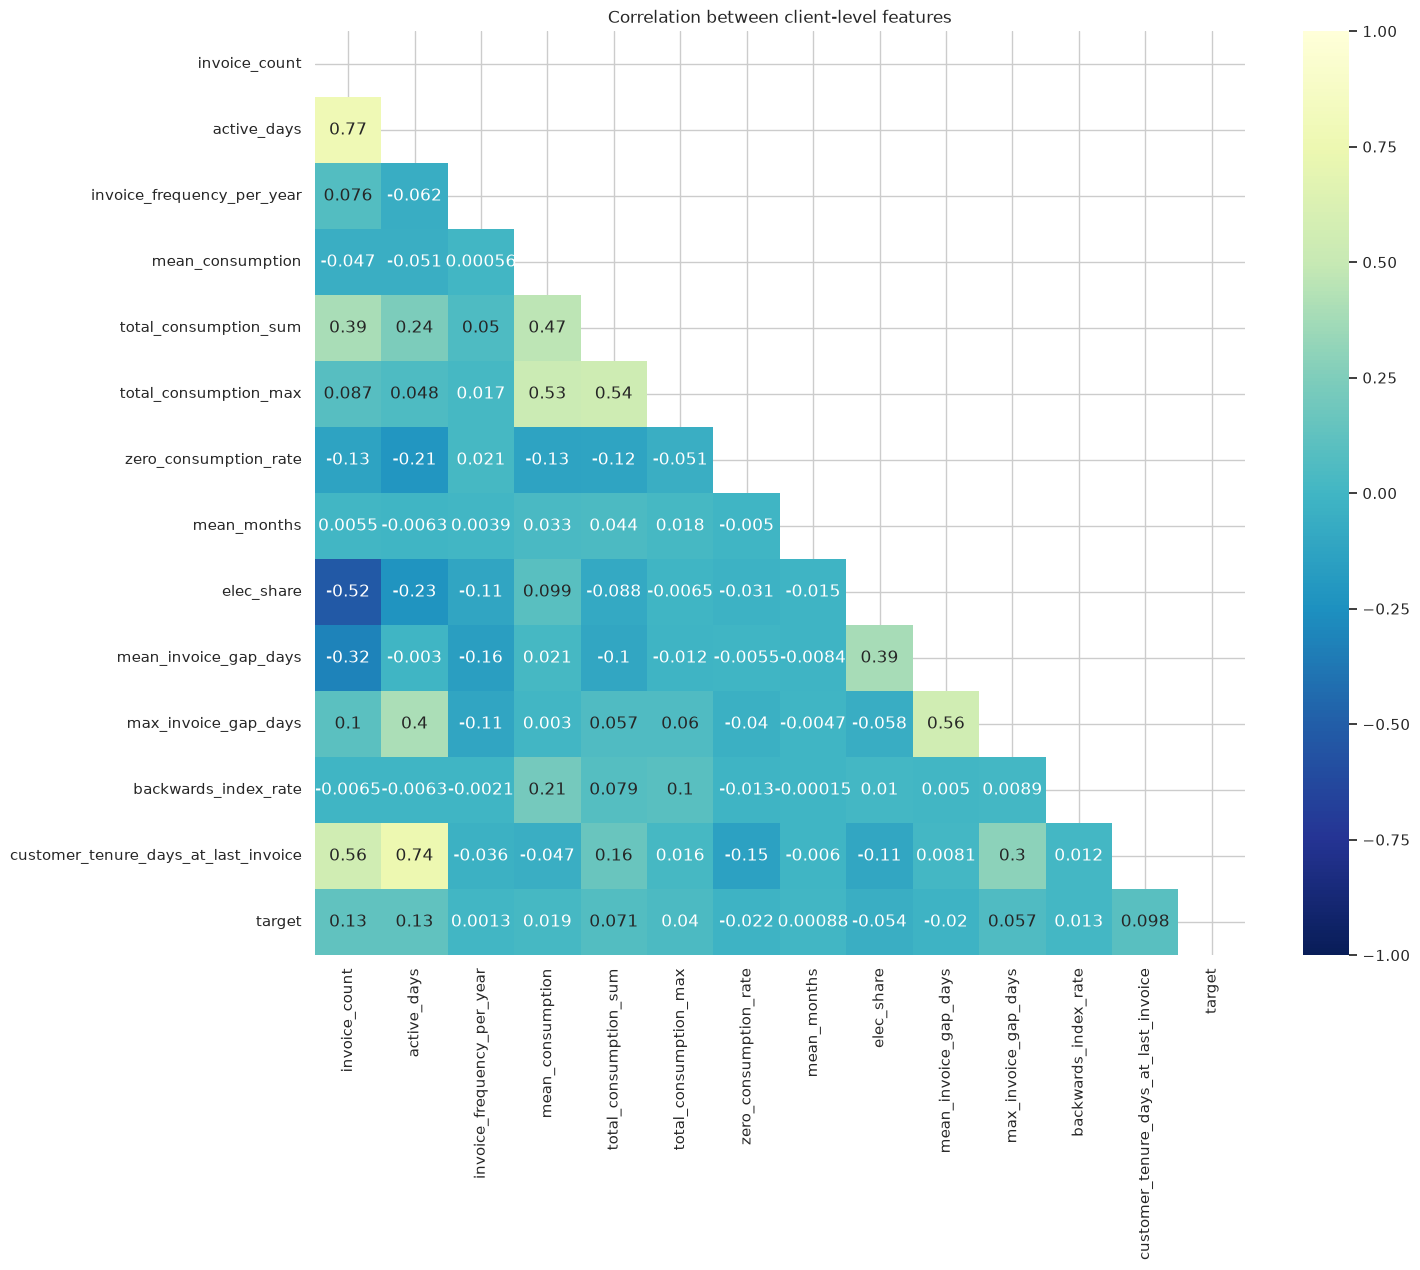 Correlation between client-level features
invoice_count
active_days 0.77
invoice_frequency_per_year 0.076 -0.062
mean_consumption -0.047 -0.051 0.00056
total_consumption_sum 0.39 0.24 0.05 0.47
total_consumption_max 0.087 0.048 0.017 0.53 0.54
zero_consumption_rate -0.13 -0.21 0.021 -0.13 -0.12 -0.051
mean_months 0.0055 -0.0063 0.0039 0.033 0.044 0.018 -0.005
elec_share -0.52 -0.23 -0.11 0.099 -0.088 -0.0065 -0.031 -0.015
mean_invoice_gap_days -0.32 -0.003 -0.16 0.021 -0.1 -0.012 -0.0055 -0.0084 0.39
max_invoice_gap_days 0.1 0.4 -0.11 0.003 0.057 0.06 -0.04 -0.0047 -0.058 0.56
backwards_index_rate -0.0065 -0.0063 -0.0021 0.21 0.079 0.1 -0.013 -0.00015 0.01 0.005 0.0089
customer_tenure_days_at_last_invoice 0.56 0.74 -0.036 -0.047 0.16 0.016 -0.15 -0.006 -0.11 0.0081 0.3 0.012
target 0.13 0.13 0.0013 0.019 0.071 0.04 -0.022 0.00088 -0.054 -0.02 0.057 0.013 0.098
invoice_count
active_days
invoice_frequency_per_year
mean_consumption
total_consumption_sum
total_consumption_max
zero_consumption_rate
mean_months
elec_share
mean_invoice_gap_days
max_invoice_gap_days
backwards_index_rate
customer_tenure_days_at_last_invoice
target
1.00
0.75
0.50
0.25
0.00
−0.25
−0.50
−0.75
−1.00